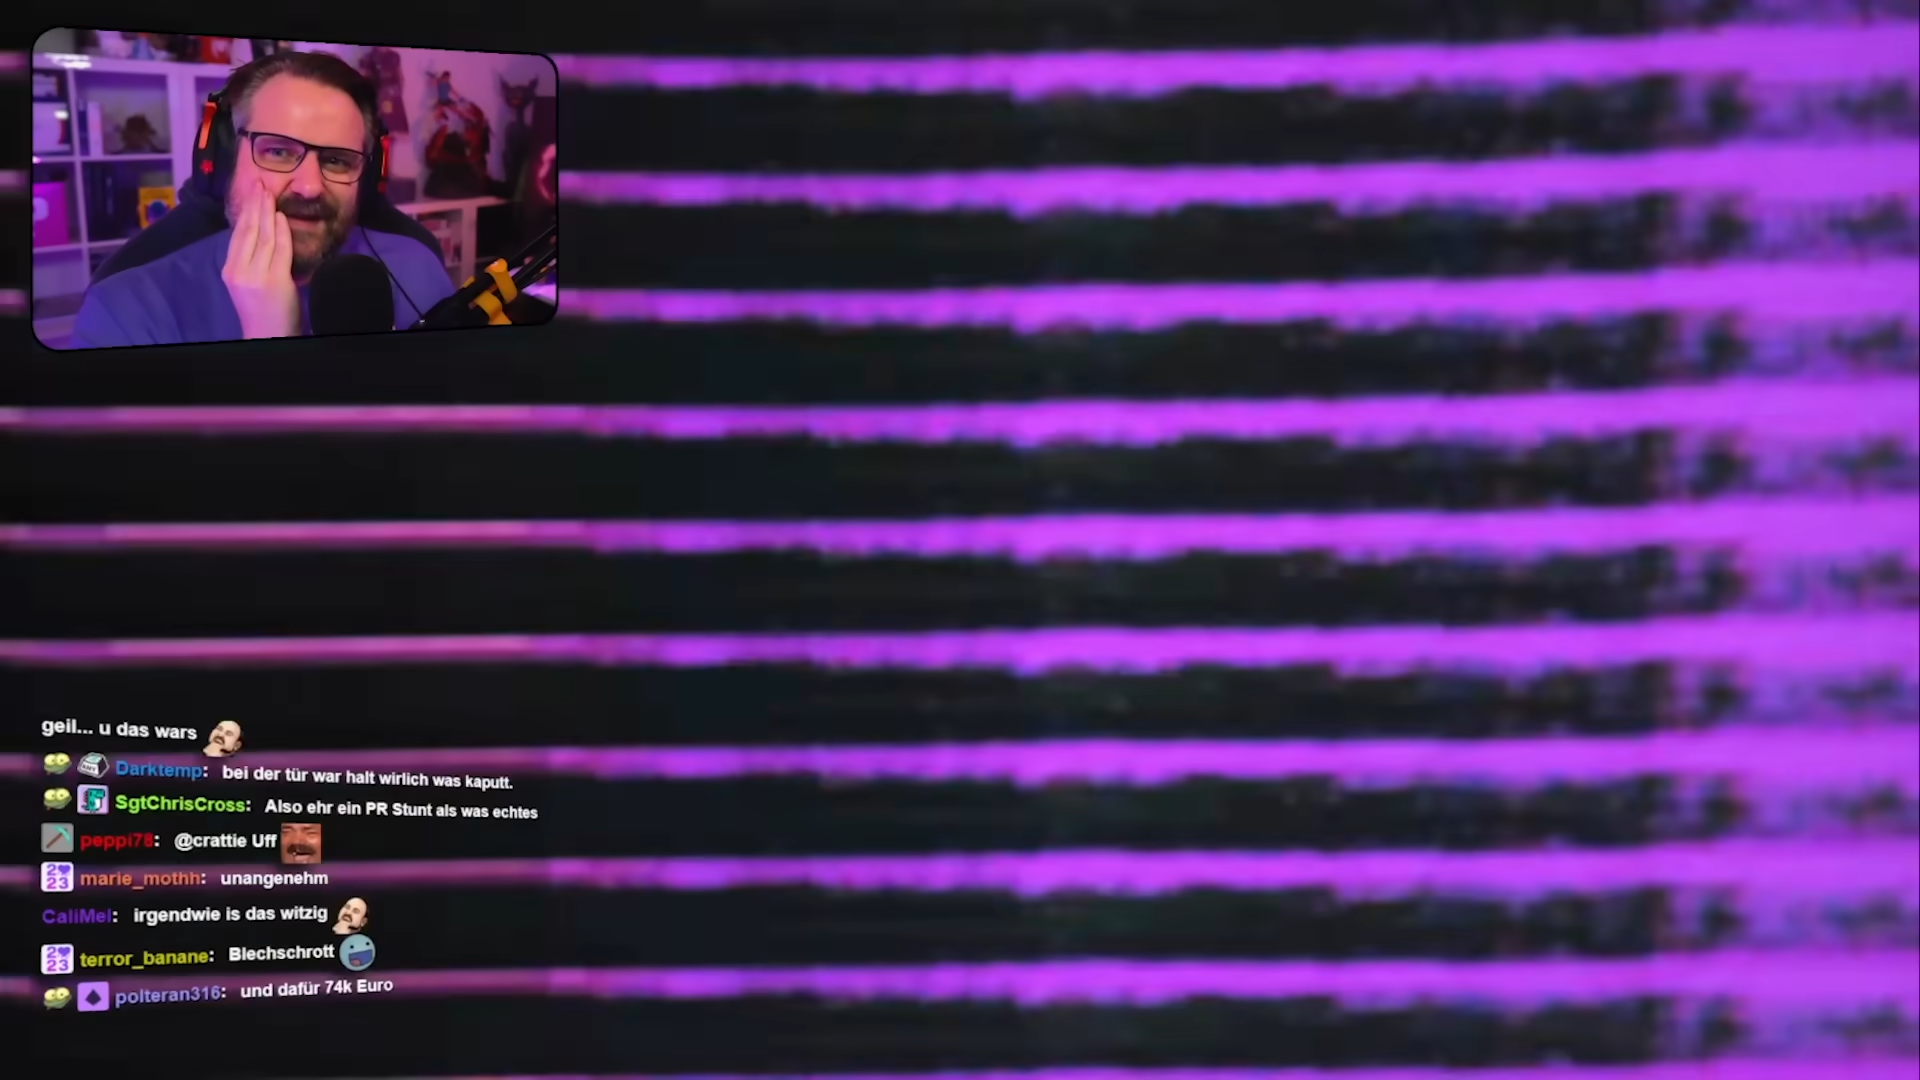 geil... u das wars
Darktemp: bei der tür war halt wirlich was kaputt.
SgtChrisCross: Also ehr ein PR Stunt als was echtes
peppi78: @crattie Uff
marie_mothh: unangenehm
CaliMel: irgendwie is das witzig
terror_banane: Blechschrott
polteran316: und dafür 74k Euro